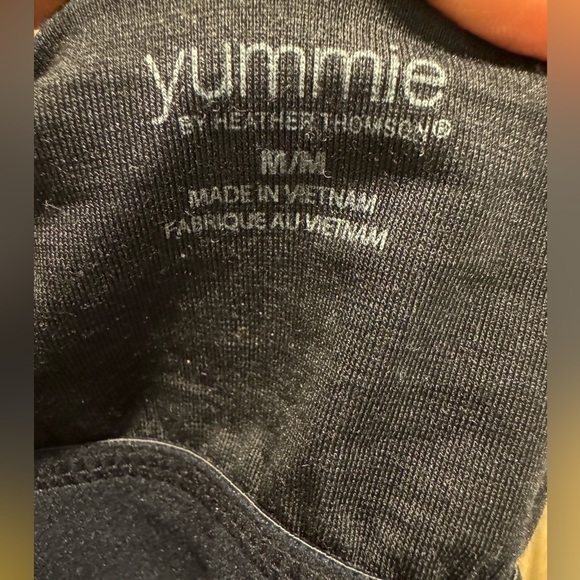 yummie
BY HEATHER THOMSON®
M/M
MADE IN VIETNAM
FABRIQUE AU VIETNAM